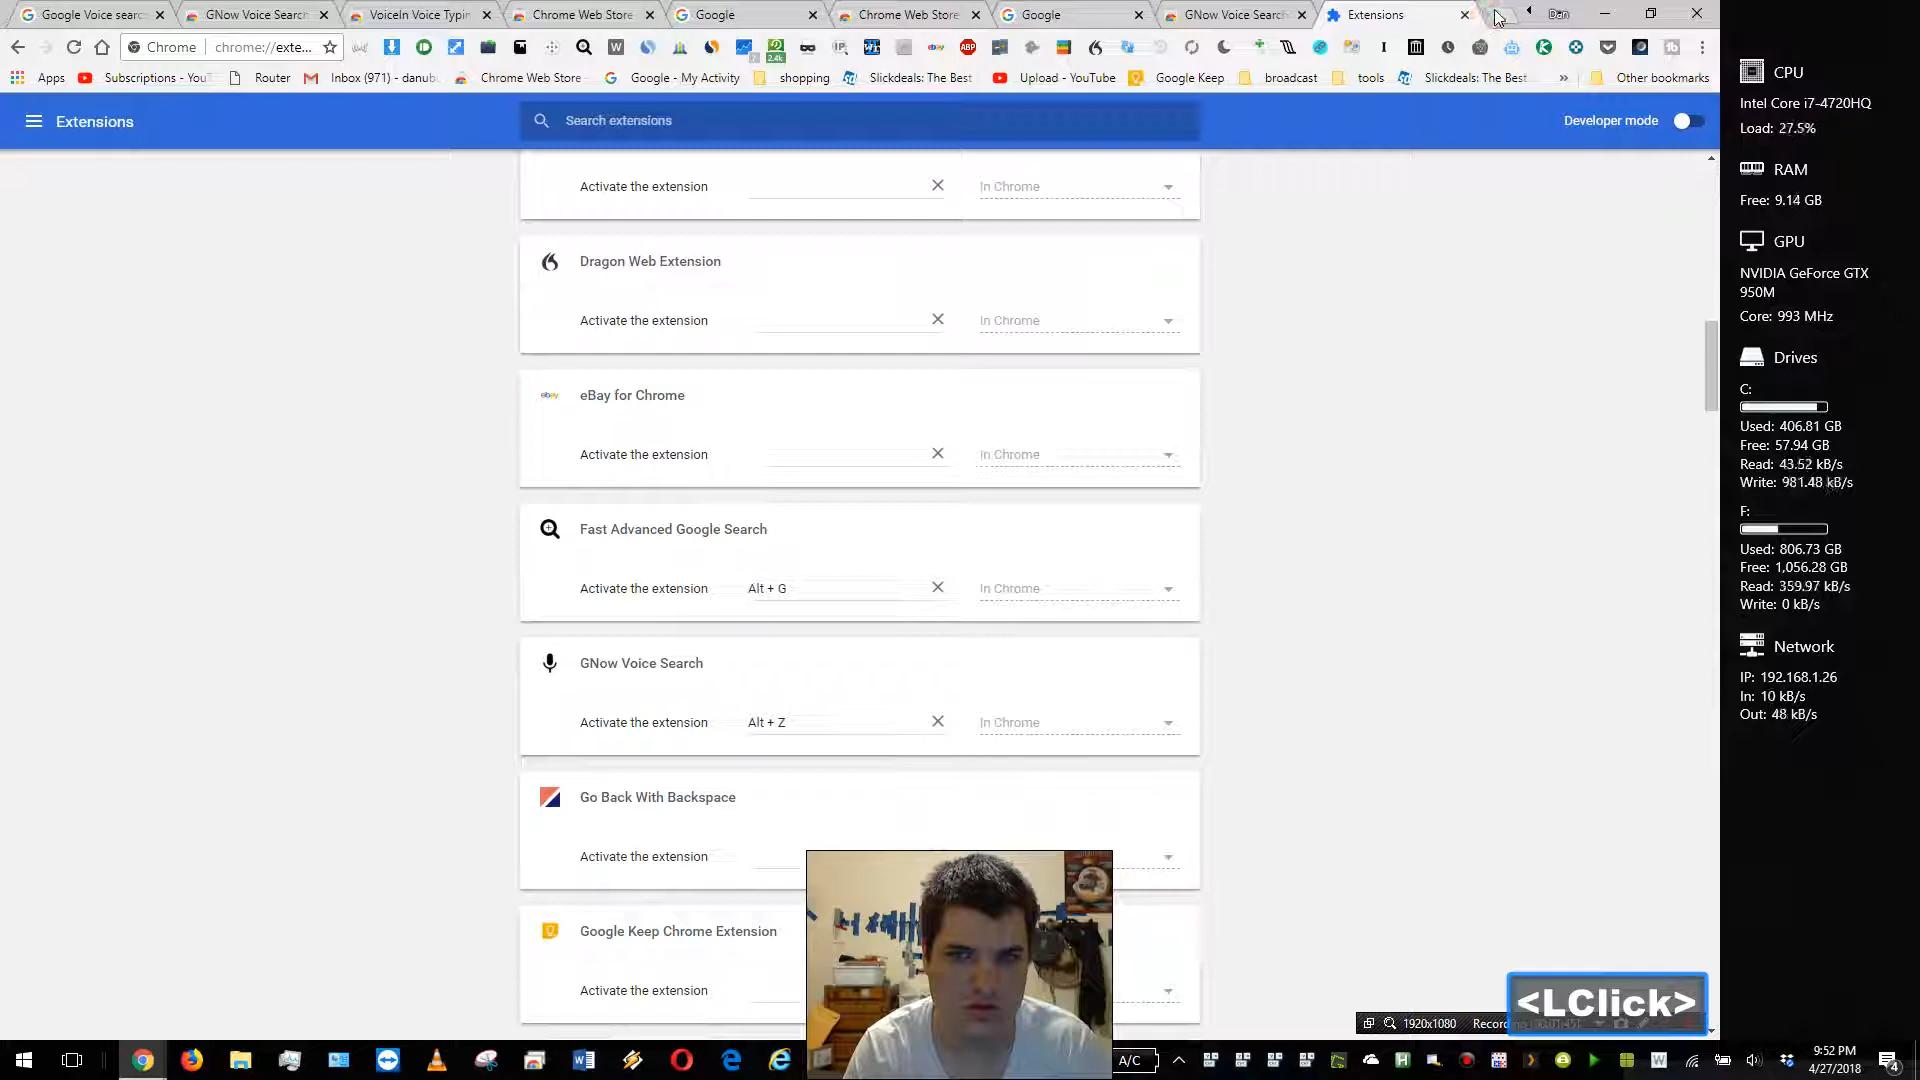 Google Voice searc
GNow Voice Search
VoiceIn Voice Typin
Chrome Web Store
Google
Chrome Web Store
Google
GNow Voice Search
Extensions
Dan
Chrome
chrome://exte...
2.4k
Apps
Subscriptions - YouT
Router
Inbox (971) - danub
Chrome Web Store
Google - My Activity
shopping
Slickdeals: The Best
Upload - YouTube
Google Keep
broadcast
tools
Slickdeals: The Best
»
Other bookmarks
Extensions
Search extensions
Developer mode
Activate the extension
In Chrome
Dragon Web Extension
Activate the extension
In Chrome
eBay for Chrome
Activate the extension
In Chrome
Fast Advanced Google Search
Activate the extension Alt + G
In Chrome
GNow Voice Search
Activate the extension Alt + Z
In Chrome
Go Back With Backspace
Activate the extension
Google Keep Chrome Extension
Activate the extension
CPU
Intel Core i7-4720HQ
Load: 27.5%
RAM
Free: 9.14 GB
GPU
NVIDIA GeForce GTX
950M
Core: 993 MHz
Drives
C:
Used: 406.81 GB
Free: 57.94 GB
Read: 43.52 kB/s
Write: 981.48 kB/s
F:
Used: 806.73 GB
Free: 1,056.28 GB
Read: 359.97 kB/s
Write: 0 kB/s
Network
IP: 192.168.1.26
In: 10 kB/s
Out: 48 kB/s
<LClick>
1920x1080
A/C
9:52 PM
4/27/2018
4